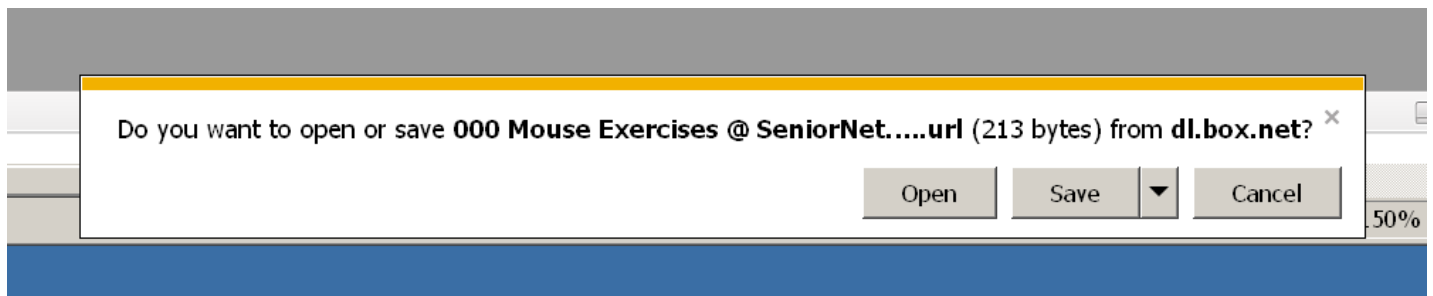 Do you want to open or save 000 Mouse Exercises @ SeniorNet.....url (213 bytes) from dl.box.net? ×
Open Save Cancel
50%